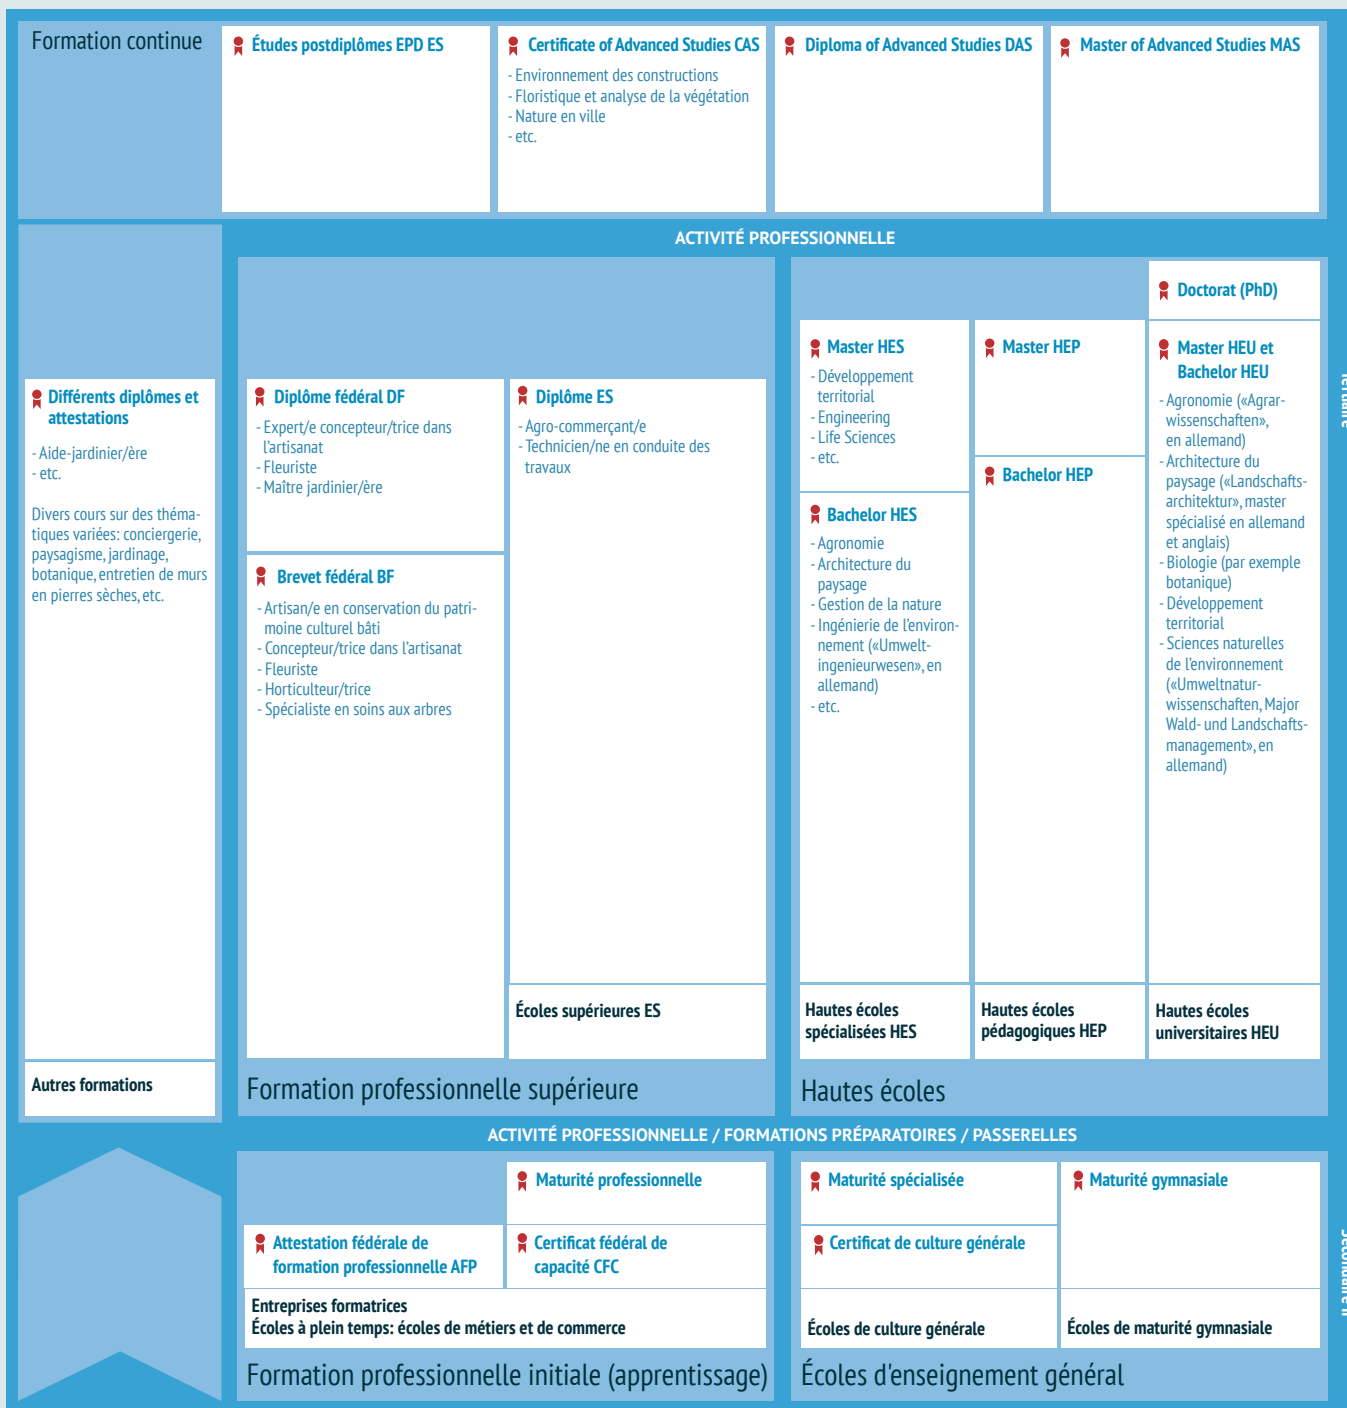 Formation continue
Études postdiplômes EPD ES
Certificate of Advanced Studies CAS
- Environnement des constructions
- Floristique et analyse de la végétation
- Nature en ville
- etc.
Diploma of Advanced Studies DAS
Master of Advanced Studies MAS
ACTIVITÉ PROFESSIONNELLE
Différents diplômes et
attestations
- Aide-jardinier/ère
- etc.
Divers cours sur des théma-
tiques variées: conciergerie,
paysagisme, jardinage,
botanique, entretien de murs
en pierres sèches, etc.
Autres formations
Diplôme fédéral DF
- Expert/e concepteur/trice dans
l'artisanat
- Fleuriste
- Maître jardinier/ère
Brevet fédéral BF
- Artisan/e en conservation du patri-
moine culturel bâti
- Concepteur/trice dans l'artisanat
- Fleuriste
- Horticulteur/trice
- Spécialiste en soins aux arbres
Diplôme ES
- Agro-commerçant/e
- Technicien/ne en conduite des
travaux
Écoles supérieures ES
Formation professionnelle supérieure
Master HES
- Développement
territorial
- Engineering
- Life Sciences
- etc.
Bachelor HES
- Agronomie
- Architecture du
paysage
- Gestion de la nature
- Ingénierie de l'environ-
nement («Umwelt-
ingenieurwesen», en
allemand)
- etc.
Hautes écoles
spécialisées HES
Master HEP
Bachelor HEP
Hautes écoles
pédagogiques HEP
Doctorat (PhD)
Master HEU et
Bachelor HEU
- Agronomie («Agrar-
wissenschaften»,
en allemand)
- Architecture du
paysage («Landschafts-
architektur», master
spécialisé en allemand
et anglais)
- Biologie (par exemple
botanique)
- Développement
territorial
- Sciences naturelles
de l'environnement
(«Umweltnatur-
wissenschaften, Major
Wald- und Landschafts-
management», en
allemand)
Hautes écoles
universitaires HEU
Hautes écoles
ACTIVITÉ PROFESSIONNELLE / FORMATIONS PRÉPARATOIRES / PASSERELLES
Maturité professionnelle
Attestation fédérale de
formation professionnelle AFP
Certificat fédéral de
capacité CFC
Entreprises formatrices
Écoles à plein temps: écoles de métiers et de commerce
Formation professionnelle initiale (apprentissage)
Maturité spécialisée
Certificat de culture générale
Écoles de culture générale
Maturité gymnasiale
Écoles de maturité gymnasiale
Écoles d'enseignement général